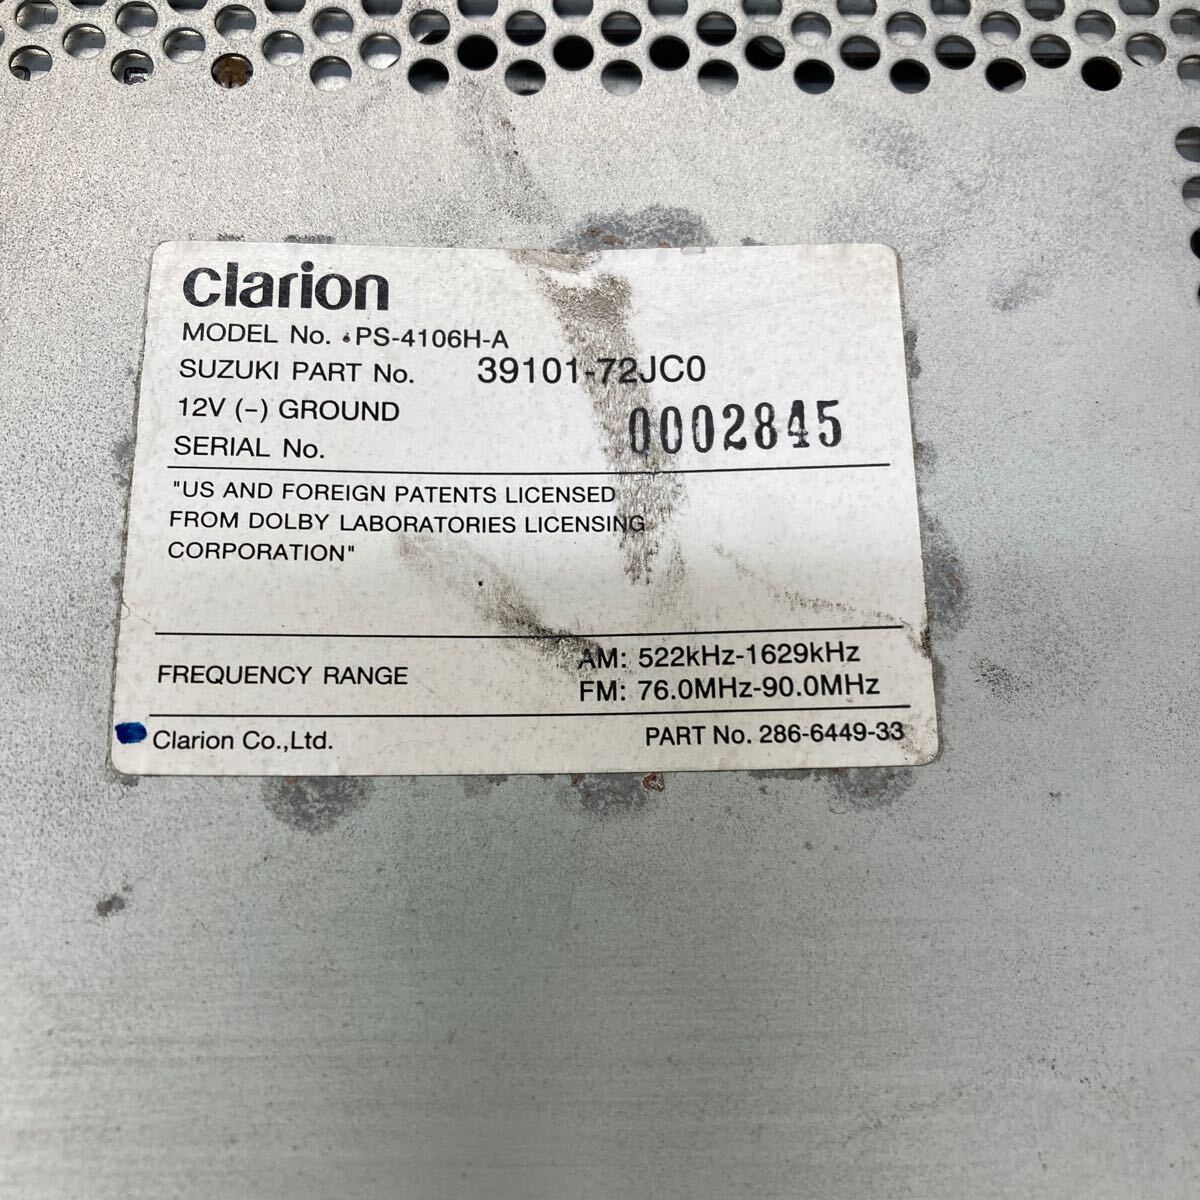 clarion
MODEL No. PS-4106H-A
SUZUKI PART No. 39101-72JC0
12V (-) GROUND
SERIAL No. 0002845
"US AND FOREIGN PATENTS LICENSED
FROM DOLBY LABORATORIES LICENSING
CORPORATION"
FREQUENCY RANGE AM: 522kHz-1629kHz
FM: 76.0MHz-90.0MHz
Clarion Co.,Ltd. PART No. 286-6449-33